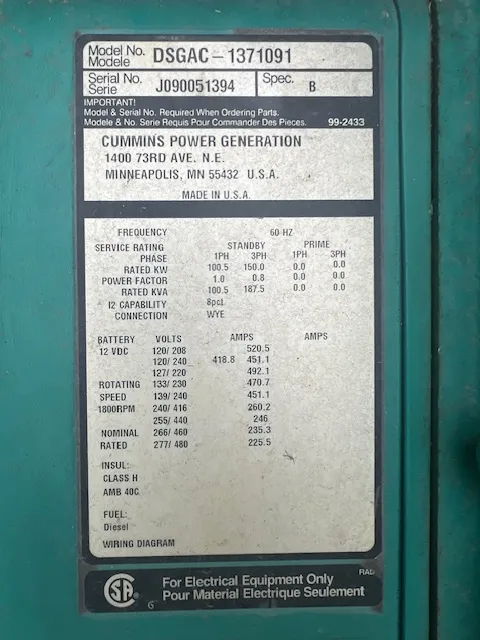 Model No. DSGAC-1371091
Modele
Serial No. J090051394 Spec. B
Serie
IMPORTANT!
Model & Serial No. Required When Ordering Parts.
Modele & No. Serie Requis Pour Commander Des Pieces. 99-2433
CUMMINS POWER GENERATION
1400 73RD AVE. N.E.
MINNEAPOLIS, MN 55432 U.S.A.
MADE IN U.S.A.
FREQUENCY 60 HZ
SERVICE RATING STANDBY PRIME
PHASE 1PH 3PH 1PH 3PH
RATED KW 100.5 150.0 0.0 0.0
POWER FACTOR 1.0 0.8 0.0 0.0
RATED KVA 100.5 187.5 0.0 0.0
I2 CAPABILITY 8pct
CONNECTION WYE
BATTERY VOLTS AMPS AMPS
12 VDC 120/ 208 520.5
120/ 240 418.8 451.1
127/ 220 492.1
ROTATING 133/ 230 470.7
SPEED 139/ 240 451.1
1800RPM 240/ 416 260.2
255/ 440 246
NOMINAL 266/ 460 235.3
RATED 277/ 480 225.5
INSUL:
CLASS H
AMB 40C
FUEL:
Diesel
WIRING DIAGRAM
RAD
SA For Electrical Equipment Only
Pour Material Electrique Seulement
6